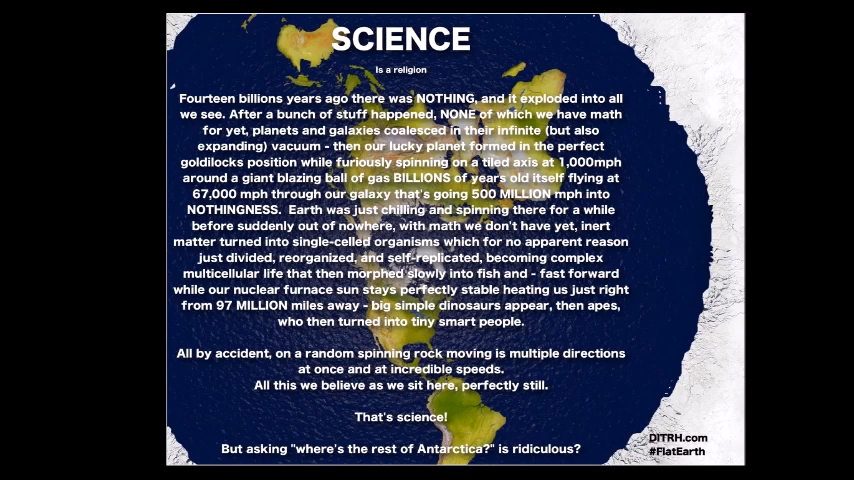 SCIENCE
Is a religion
Fourteen billions years ago there was NOTHING, and it exploded into all
we see. After a bunch of stuff happened, NONE of which we have math
for yet, planets and galaxies coalesced in their infinite (but also
expanding) vacuum - then our lucky planet formed in the perfect
goldilocks position while furiously spinning on a tiled axis at 1,000mph
around a giant blazing ball of gas BILLIONS of years old itself flying at
67,000 mph through our galaxy that's going 500 MILLION mph into
NOTHINGNESS. Earth was just chilling and spinning there for a while
before suddenly out of nowhere, with math we don't have yet, inert
matter turned into single-celled organisms which for no apparent reason
just divided, reorganized, and self-replicated, becoming complex
multicellular life that then morphed slowly into fish and - fast forward
while our nuclear furnace sun stays perfectly stable heating us just right
from 97 MILLION miles away - big simple dinosaurs appear, then apes,
who then turned into tiny smart people.
All by accident, on a random spinning rock moving is multiple directions
at once and at incredible speeds.
All this we believe as we sit here, perfectly still.
That's science!
But asking "where's the rest of Antarctica?" is ridiculous?
DITRH.com
#FlatEarth